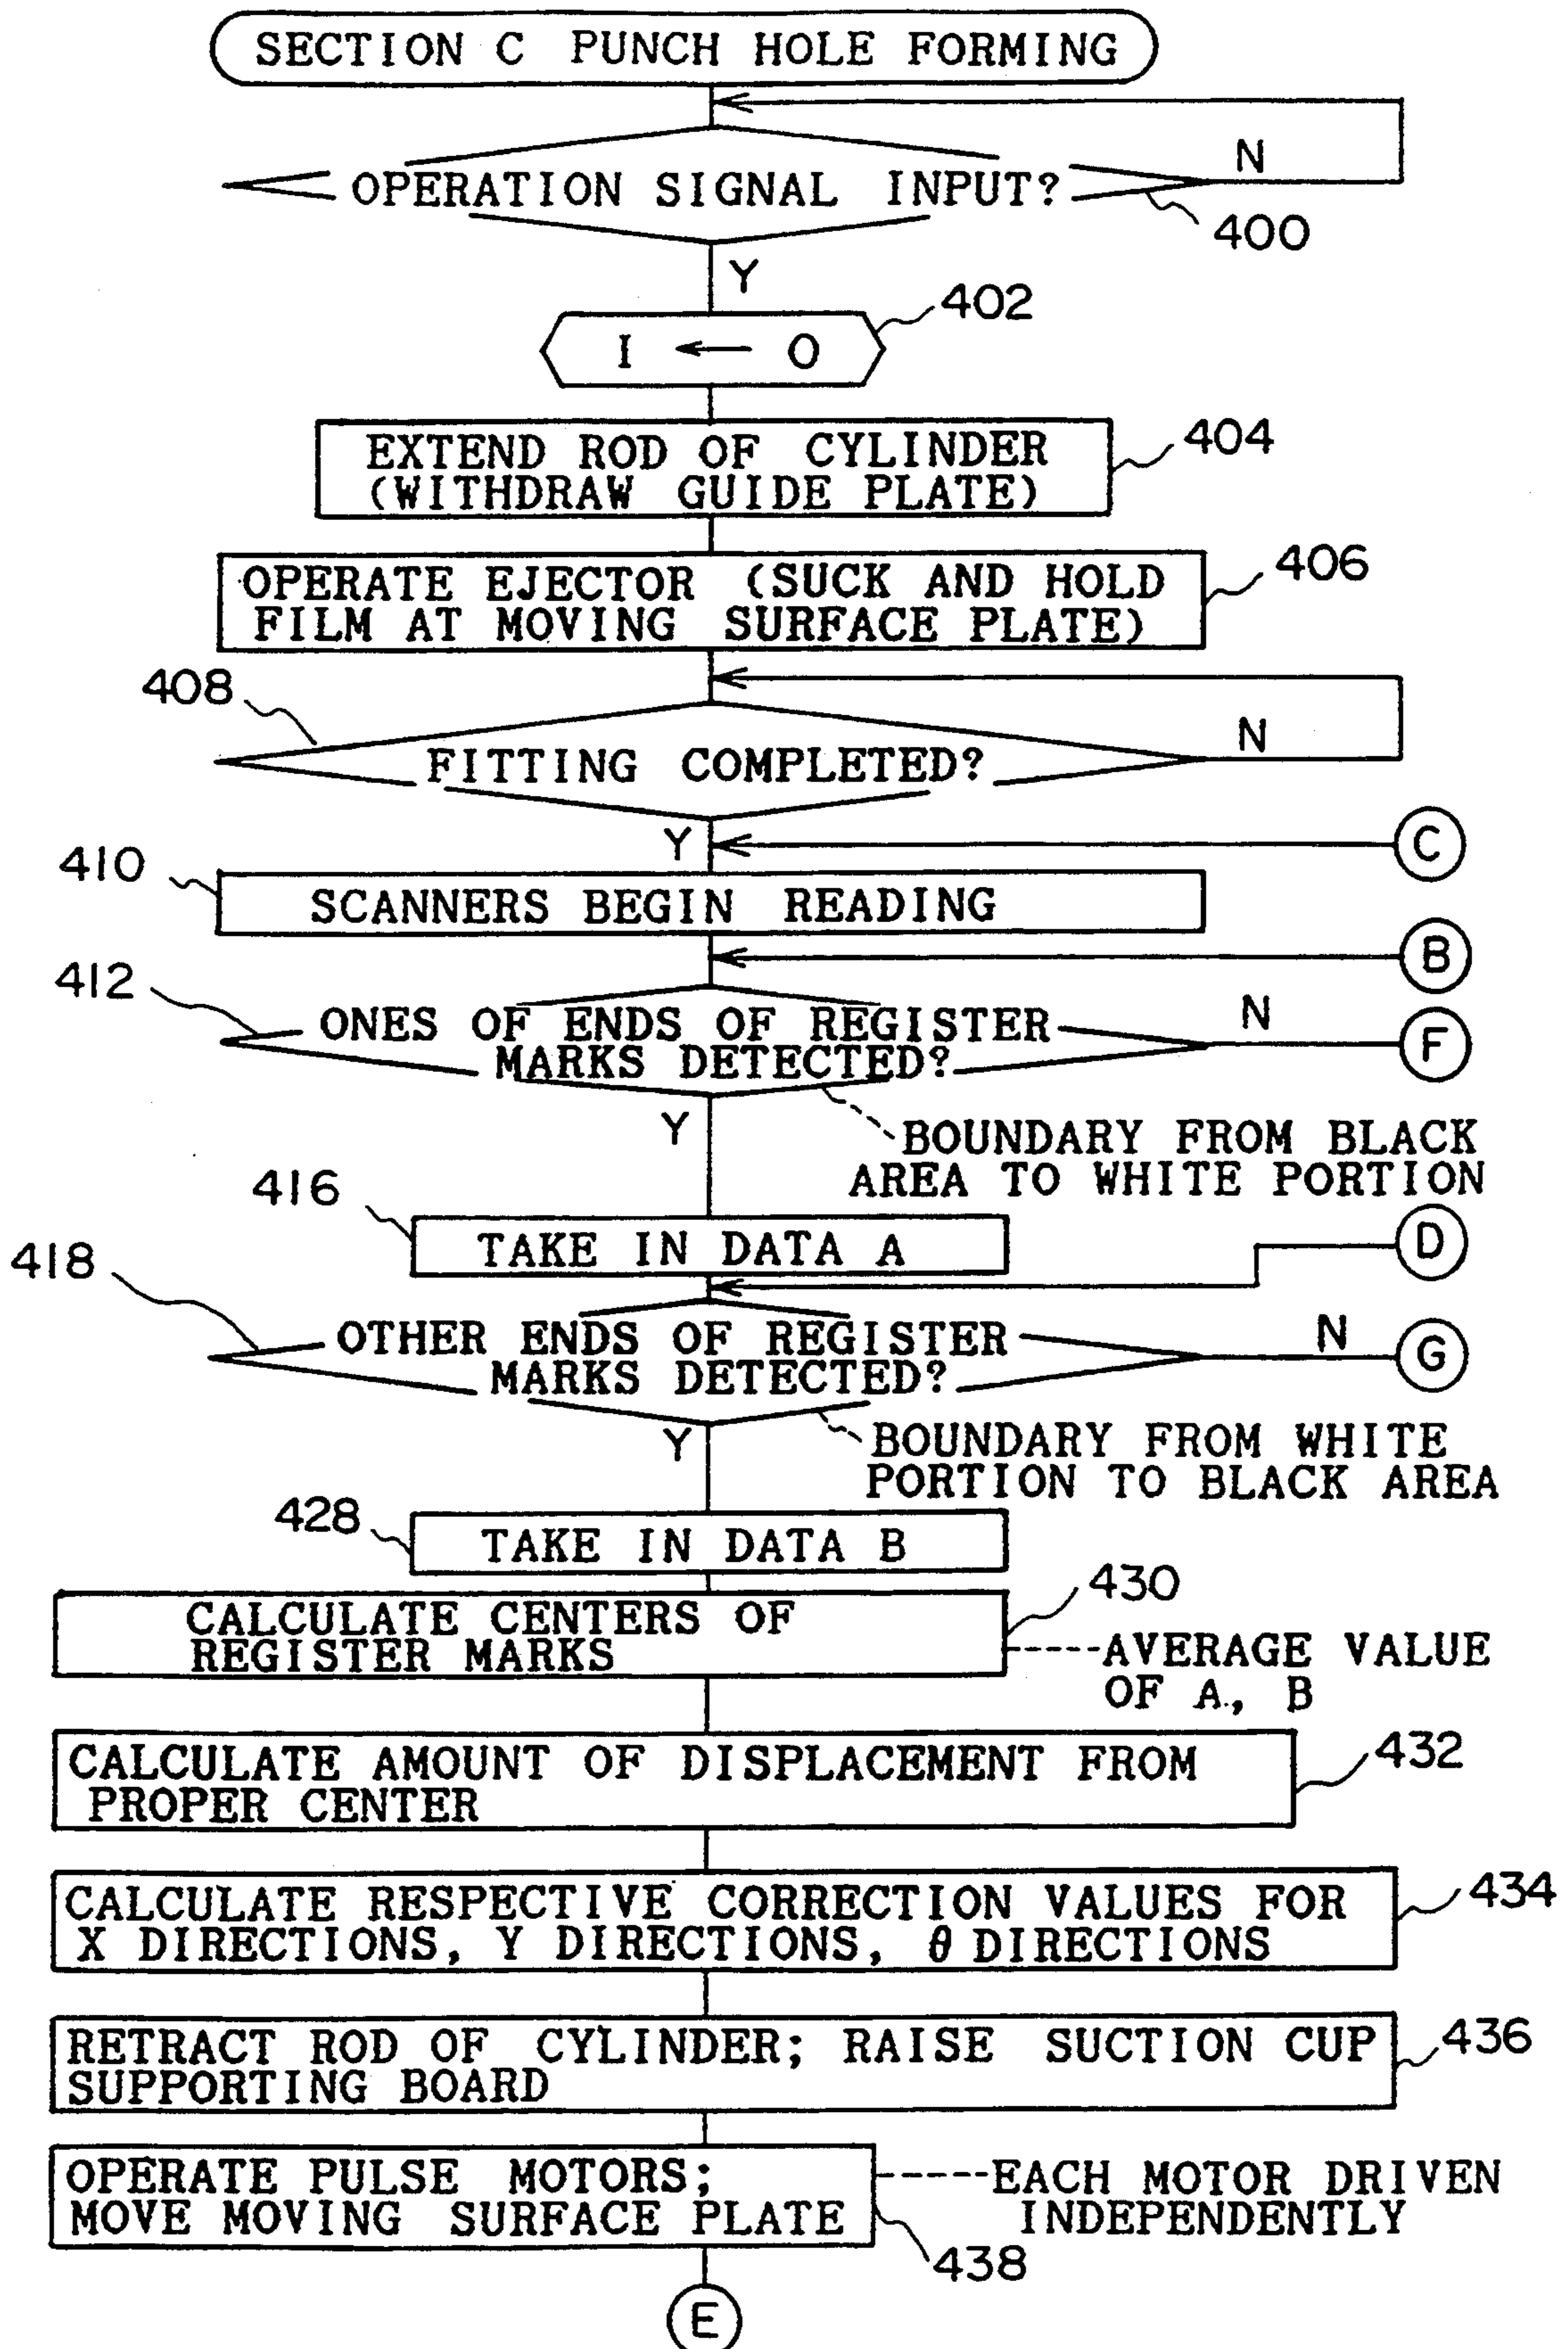 SECTION C PUNCH HOLE FORMING
N
OPERATION SIGNAL INPUT?
400
Y
402
I ← O
404
EXTEND ROD OF CYLINDER
(WITHDRAW GUIDE PLATE)
406
OPERATE EJECTOR (SUCK AND HOLD
FILM AT MOVING SURFACE PLATE)
408
N
FITTING COMPLETED?
Y
C
410
SCANNERS BEGIN READING
B
412
N
ONES OF ENDS OF REGISTER
MARKS DETECTED?
F
Y
BOUNDARY FROM BLACK
AREA TO WHITE PORTION
416
TAKE IN DATA A
D
418
OTHER ENDS OF REGISTER
MARKS DETECTED?
N
G
Y
BOUNDARY FROM WHITE
PORTION TO BLACK AREA
428
TAKE IN DATA B
430
CALCULATE CENTERS OF
REGISTER MARKS
AVERAGE VALUE
OF A, B
432
CALCULATE AMOUNT OF DISPLACEMENT FROM
PROPER CENTER
434
CALCULATE RESPECTIVE CORRECTION VALUES FOR
X DIRECTIONS, Y DIRECTIONS, θ DIRECTIONS
436
RETRACT ROD OF CYLINDER; RAISE SUCTION CUP
SUPPORTING BOARD
OPERATE PULSE MOTORS;
MOVE MOVING SURFACE PLATE
EACH MOTOR DRIVEN
INDEPENDENTLY
438
E